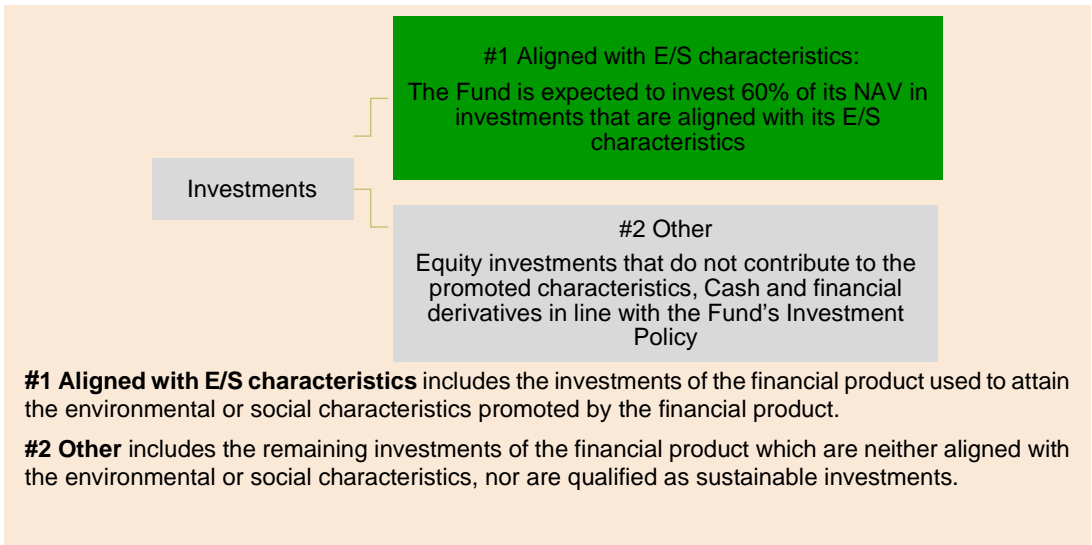 #1 Aligned with E/S characteristics:
The Fund is expected to invest 60% of its NAV in
investments that are aligned with its E/S
characteristics
Investments
#2 Other
Equity investments that do not contribute to the
promoted characteristics, Cash and financial
derivatives in line with the Fund's Investment
Policy
#1 Aligned with E/S characteristics includes the investments of the financial product used to attain
the environmental or social characteristics promoted by the financial product.
#2 Other includes the remaining investments of the financial product which are neither aligned with
the environmental or social characteristics, nor are qualified as sustainable investments.